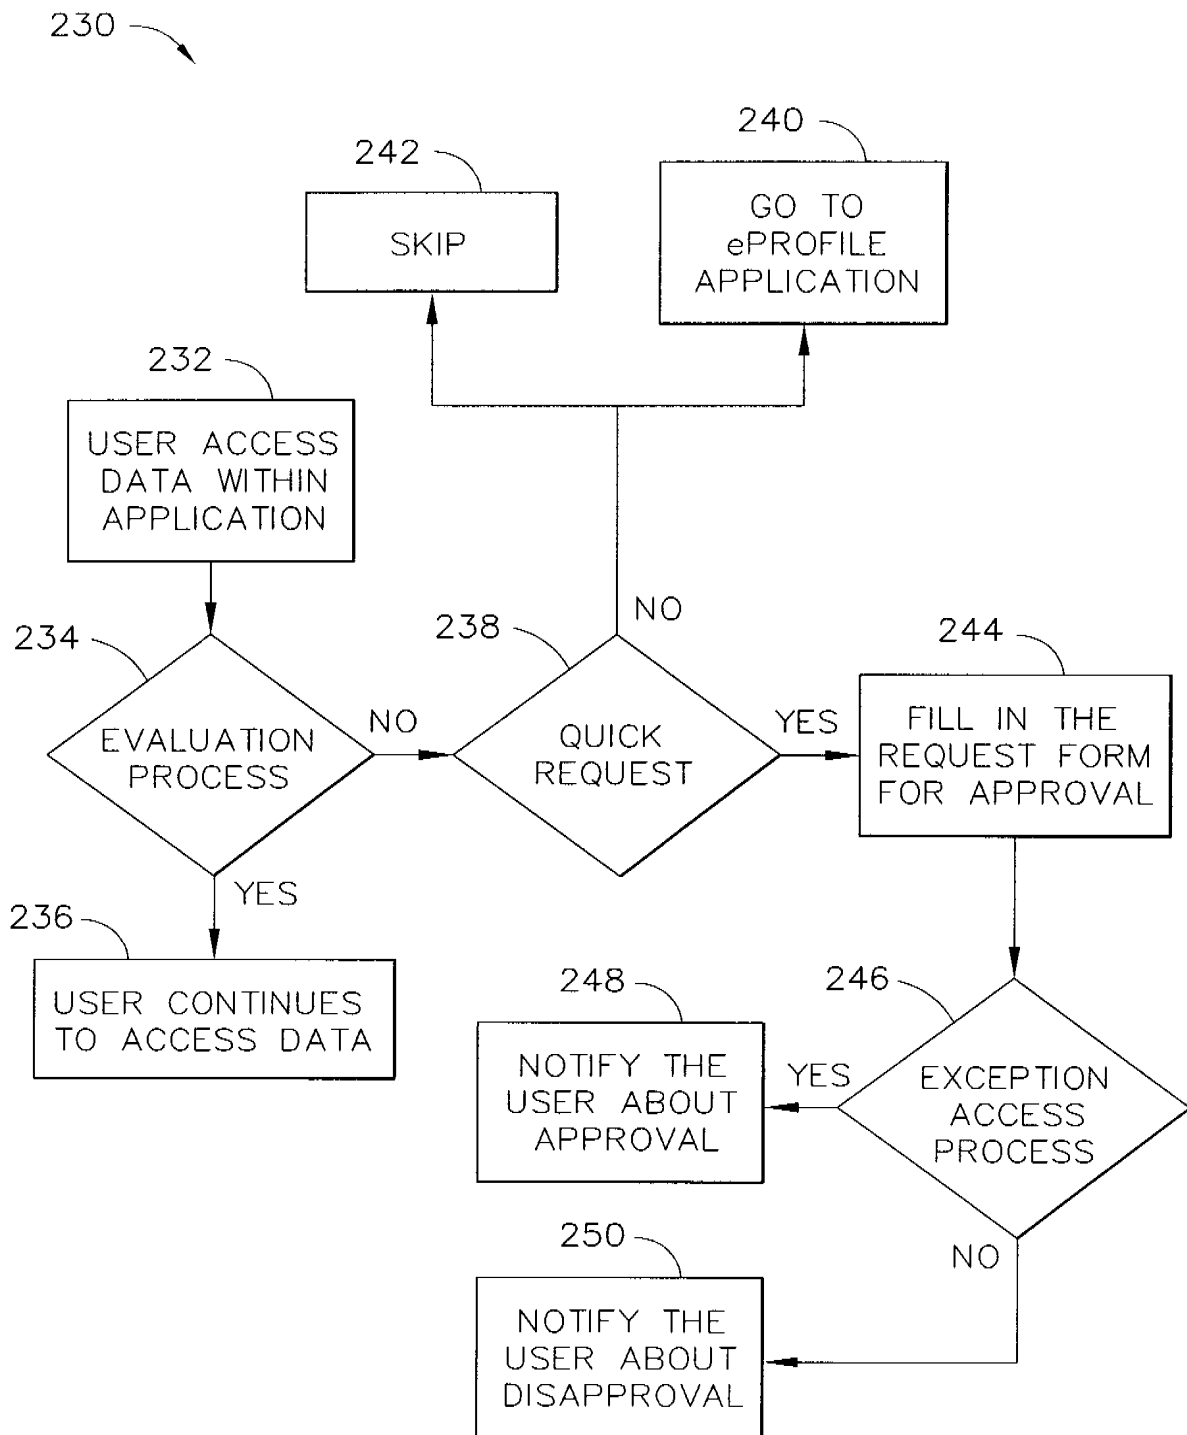 230
240
242
GO TO
ePROFILE
APPLICATION
SKIP
232
USER ACCESS
DATA WITHIN
APPLICATION
NO
234
238
244
EVALUATION
PROCESS
NO
QUICK
REQUEST
YES
FILL IN THE
REQUEST FORM
FOR APPROVAL
YES
236
USER CONTINUES
TO ACCESS DATA
248
246
NOTIFY THE
USER ABOUT
APPROVAL
YES
EXCEPTION
ACCESS
PROCESS
NO
250
NOTIFY THE
USER ABOUT
DISAPPROVAL